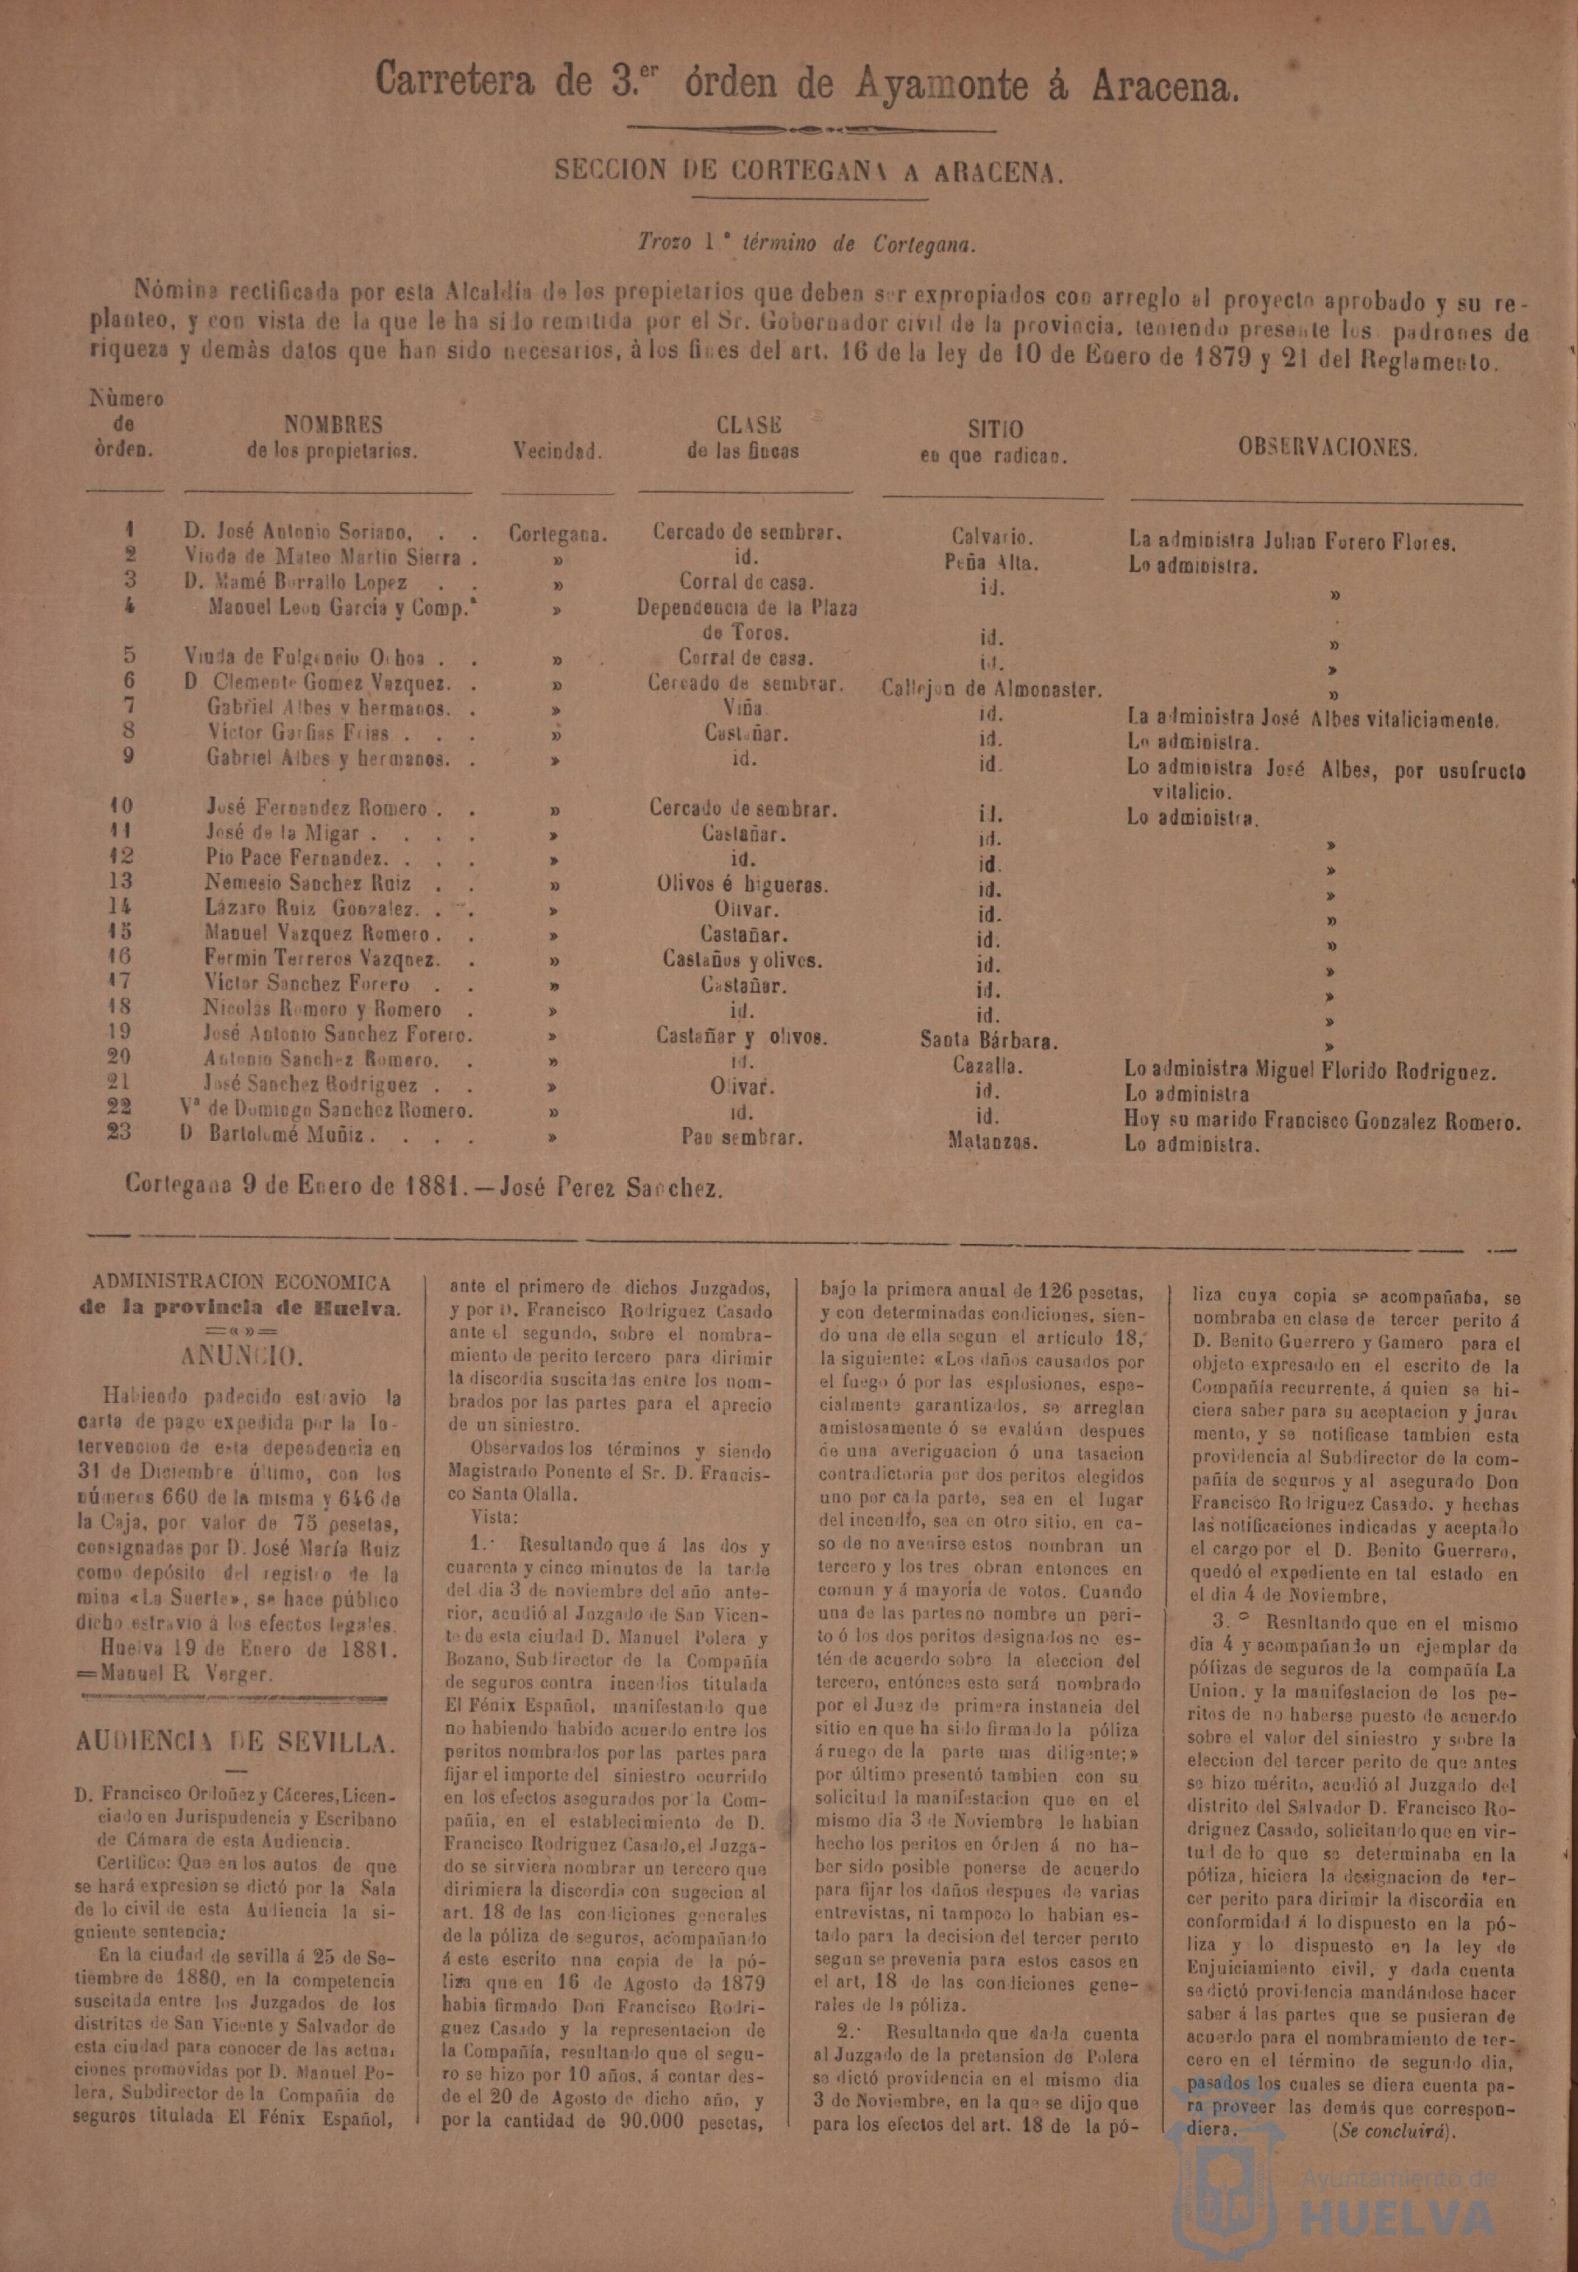 Carretera de 3.er órden de Ayamonte á Aracena.
SECCION DE CORTEGANA A ARACENA.
Trozo 1.° término de Cortegana.
Nómina rectificada por esta Alcaldía de los propietarios que deben ser expropiados con arreglo al proyecto aprobado y su re-
planteo, y con vista de la que le ha sido remitida por el Sr. Gobernador civil de la provincia, teniendo presente los padrones de
riqueza y demàs datos que han sido necesarios, à los fines del art. 16 de la ley de 10 de Enero de 1879 y 21 del Reglamento.
Nùmero de òrden. NOMBRES de los propietarios. Vecindad. CLASE de las fincas SITIO en que radican. OBSERVACIONES.
1 D. José Antonio Soriano, . . Cortegana. Cercado de sembrar. Calvario. La administra Julian Forero Flores.
2 Viuda de Mateo Martin Sierra . » id. Peña Alta. Lo administra.
3 D. Mamé Borrallo Lopez . . » Corral de casa. id. »
4 Manuel Leon García y Comp.ª » Dependencia de la Plaza
de Toros. id. »
5 Viuda de Fulgencio Ochoa . . » Corral de casa. id. »
6 D Clemente Gomez Vazquez. . » Cercado de sembrar. Callejon de Almonaster. »
7 Gabriel Albes y hermanos. . » Viña. id. La administra José Albes vitaliciamente.
8 Víctor Garfias Frias . . . » Castañar. id. Lo administra.
9 Gabriel Albes y hermanos. . » id. id. Lo administra José Albes, por usufructo
vitalicio.
10 José Fernandez Romero . . » Cercado de sembrar. id. Lo administra.
11 José de la Migar . . . . » Castañar. id. »
12 Pio Pace Fernandez. . . . » id. id. »
13 Nemesio Sanchez Ruiz . . » Olivos é higueras. id. »
14 Lázaro Ruiz Gonzalez. . . » Olivar. id. »
15 Manuel Vazquez Romero . . » Castañar. id. »
16 Fermin Terreros Vazquez. . » Castaños y olivos. id. »
17 Víctor Sanchez Forero . . » Castañar. id. »
18 Nicolás Romero y Romero . » id. id. »
19 José Antonio Sanchez Forero. » Castañar y olivos. Santa Bárbara. »
20 Antonio Sanchez Romero. . » id. Cazalla. Lo administra Miguel Florido Rodriguez.
21 José Sanchez Rodriguez . . » Olivar. id. Lo administra
22 Vª de Domingo Sanchez Romero. » id. id. Hoy su marido Francisco Gonzalez Romero.
23 D Bartolomé Muñiz . . . . » Pan sembrar. Matanzas. Lo administra.
Cortegana 9 de Enero de 1881.—José Perez Sanchez.
ADMINISTRACION ECONOMICA
de la provincia de Huelva.
=«»=
ANUNCIO.
Habiendo padecido estravio la
carta de pago expedida por la In-
tervencion de esta dependencia en
31 de Diciembre último, con los
números 660 de la misma y 646 de
la Caja, por valor de 75 pesetas,
consignadas por D. José María Ruiz
como depósito del registro de la
mina «La Suerte», se hace público
dicho estravio à los efectos legales.
Huelva 19 de Enero de 1881.
=Manuel R. Verger.
AUDIENCIA DE SEVILLA.
D. Francisco Ordoñez y Cáceres, Licen-
ciado en Jurisprudencia y Escribano
de Cámara de esta Audiencia.
Certifico: Que en los autos de que
se hará expresion se dictó por la Sala
de lo civil de esta Audiencia la si-
guiente sentencia:
En la ciudad de sevilla á 25 de Se-
tiembre de 1880, en la competencia
suscitada entre los Juzgados de los
distritos de San Vicente y Salvador de
esta ciudad para conocer de las actua-
ciones promovidas por D. Manuel Po-
lera, Subdirector de la Compañia de
seguros titulada El Fénix Español,
ante el primero de dichos Juzgados,
y por D. Francisco Rodriguez Casado
ante el segundo, sobre el nombra-
miento de perito tercero para dirimir
la discordia suscitadas entre los nom-
brados por las partes para el aprecio
de un siniestro.
Observados los términos y siendo
Magistrado Ponente el Sr. D. Francis-
co Santa Olalla.
Vista:
1.· Resultando que á las dos y
cuarenta y cinco minutos de la tarde
del dia 3 de noviembre del año ante-
rior, acudió al Juzgado de San Vicen-
te de esta ciudad D. Manuel Polera y
Bozano, Subdirector de la Compañía
de seguros contra incendios titulada
El Fénix Español, manifestando que
no habiendo habido acuerdo entre los
peritos nombrados por las partes para
fijar el importe del siniestro ocurrido
en los efectos asegurados por la Com-
pañia, en el establecimiento de D.
Francisco Rodriguez Casado, el Juzga-
do se sirviera nombrar un tercero que
dirimiera la discordia con sugecion al
art. 18 de las condiciones generales
de la póliza de seguros, acompañando
á este escrito nna copia de la pó-
liza que en 16 de Agosto de 1879
habia firmado Don Francisco Rodri-
guez Casado y la representacion de
la Compañía, resultando que el segu-
ro se hizo por 10 años, á contar des-
de el 20 de Agosto de dicho año, y
por la cantidad de 90.000 pesetas,
bajo la primera anual de 126 pesetas,
y con determinadas condiciones, sien-
do una de ella segun el artículo 18,
la siguiente: «Los daños causados por
el fuego ó por las esplosiones, espe-
cialmente garantizados, se arreglan
amistosamente ó se evalúan despues
de una averiguacion ó una tasacion
contradictoria por dos peritos elegidos
uno por cada parte, sea en el lugar
del incendio, sea en otro sitio, en ca-
so de no avenirse estos nombran un
tercero y los tres obran entonces en
comun y á mayoria de votos. Cuando
una de las partes no nombre un peri-
to ó los dos peritos designados no es-
tén de acuerdo sobre la eleccion del
tercero, entónces este será nombrado
por el Juez de primera instancia del
sitio en que ha sido firmado la póliza
á ruego de la parte mas diligente;»
por último presentó tambien con su
solicitud la manifestacion que en el
mismo dia 3 de Noviembre le habian
hecho los peritos en órden á no ha-
ber sido posible ponerse de acuerdo
para fijar los daños despues de varias
entrevistas, ni tampoco lo habian es-
tado para la decision del tercer perito
segun se prevenia para estos casos en
el art, 18 de las condiciones gene-
rales de la póliza.
2.· Resultando que dada cuenta
al Juzgado de la pretension de Polera
se dictó providencia en el mismo dia
3 de Noviembre, en la que se dijo que
para los efectos del art. 18 de la pó-
liza cuya copia se acompañaba, se
nombraba en clase de tercer perito á
D. Benito Guerrero y Gamero para el
objeto expresado en el escrito de la
Compañía recurrente, á quien se hi-
ciera saber para su aceptacion y jura-
mento, y se notificase tambien esta
providencia al Subdirector de la com-
pañía de seguros y al asegurado Don
Francisco Rodriguez Casado. y hechas
las notificaciones indicadas y aceptado
el cargo por el D. Benito Guerrero,
quedó el expediente en tal estado en
el dia 4 de Noviembre,
3.° Resnltando que en el mismo
dia 4 y acompañando un ejemplar de
pólizas de seguros de la compañía La
Union. y la manifestacion de los pe-
ritos de no haberse puesto de acuerdo
sobre el valor del siniestro y sobre la
eleccion del tercer perito de que antes
se hizo mérito, acudió al Juzgado del
distrito del Salvador D. Francisco Ro-
driguez Casado, solicitando que en vir-
tud de lo que se determinaba en la
póliza, hiciera la designacion de ter-
cer perito para dirimir la discordia en
conformidad á lo dispuesto en la pó-
liza y lo dispuesto en la ley de
Enjuiciamiento civil, y dada cuenta
se dictó providencia mandándose hacer
saber á las partes que se pusieran de
acuerdo para el nombramiento de ter-
cero en el término de segundo dia,
pasados los cuales se diera cuenta pa-
ra proveer las demás que correspon-
diera. (Se concluirá).
Ayuntamiento de
HUELVA